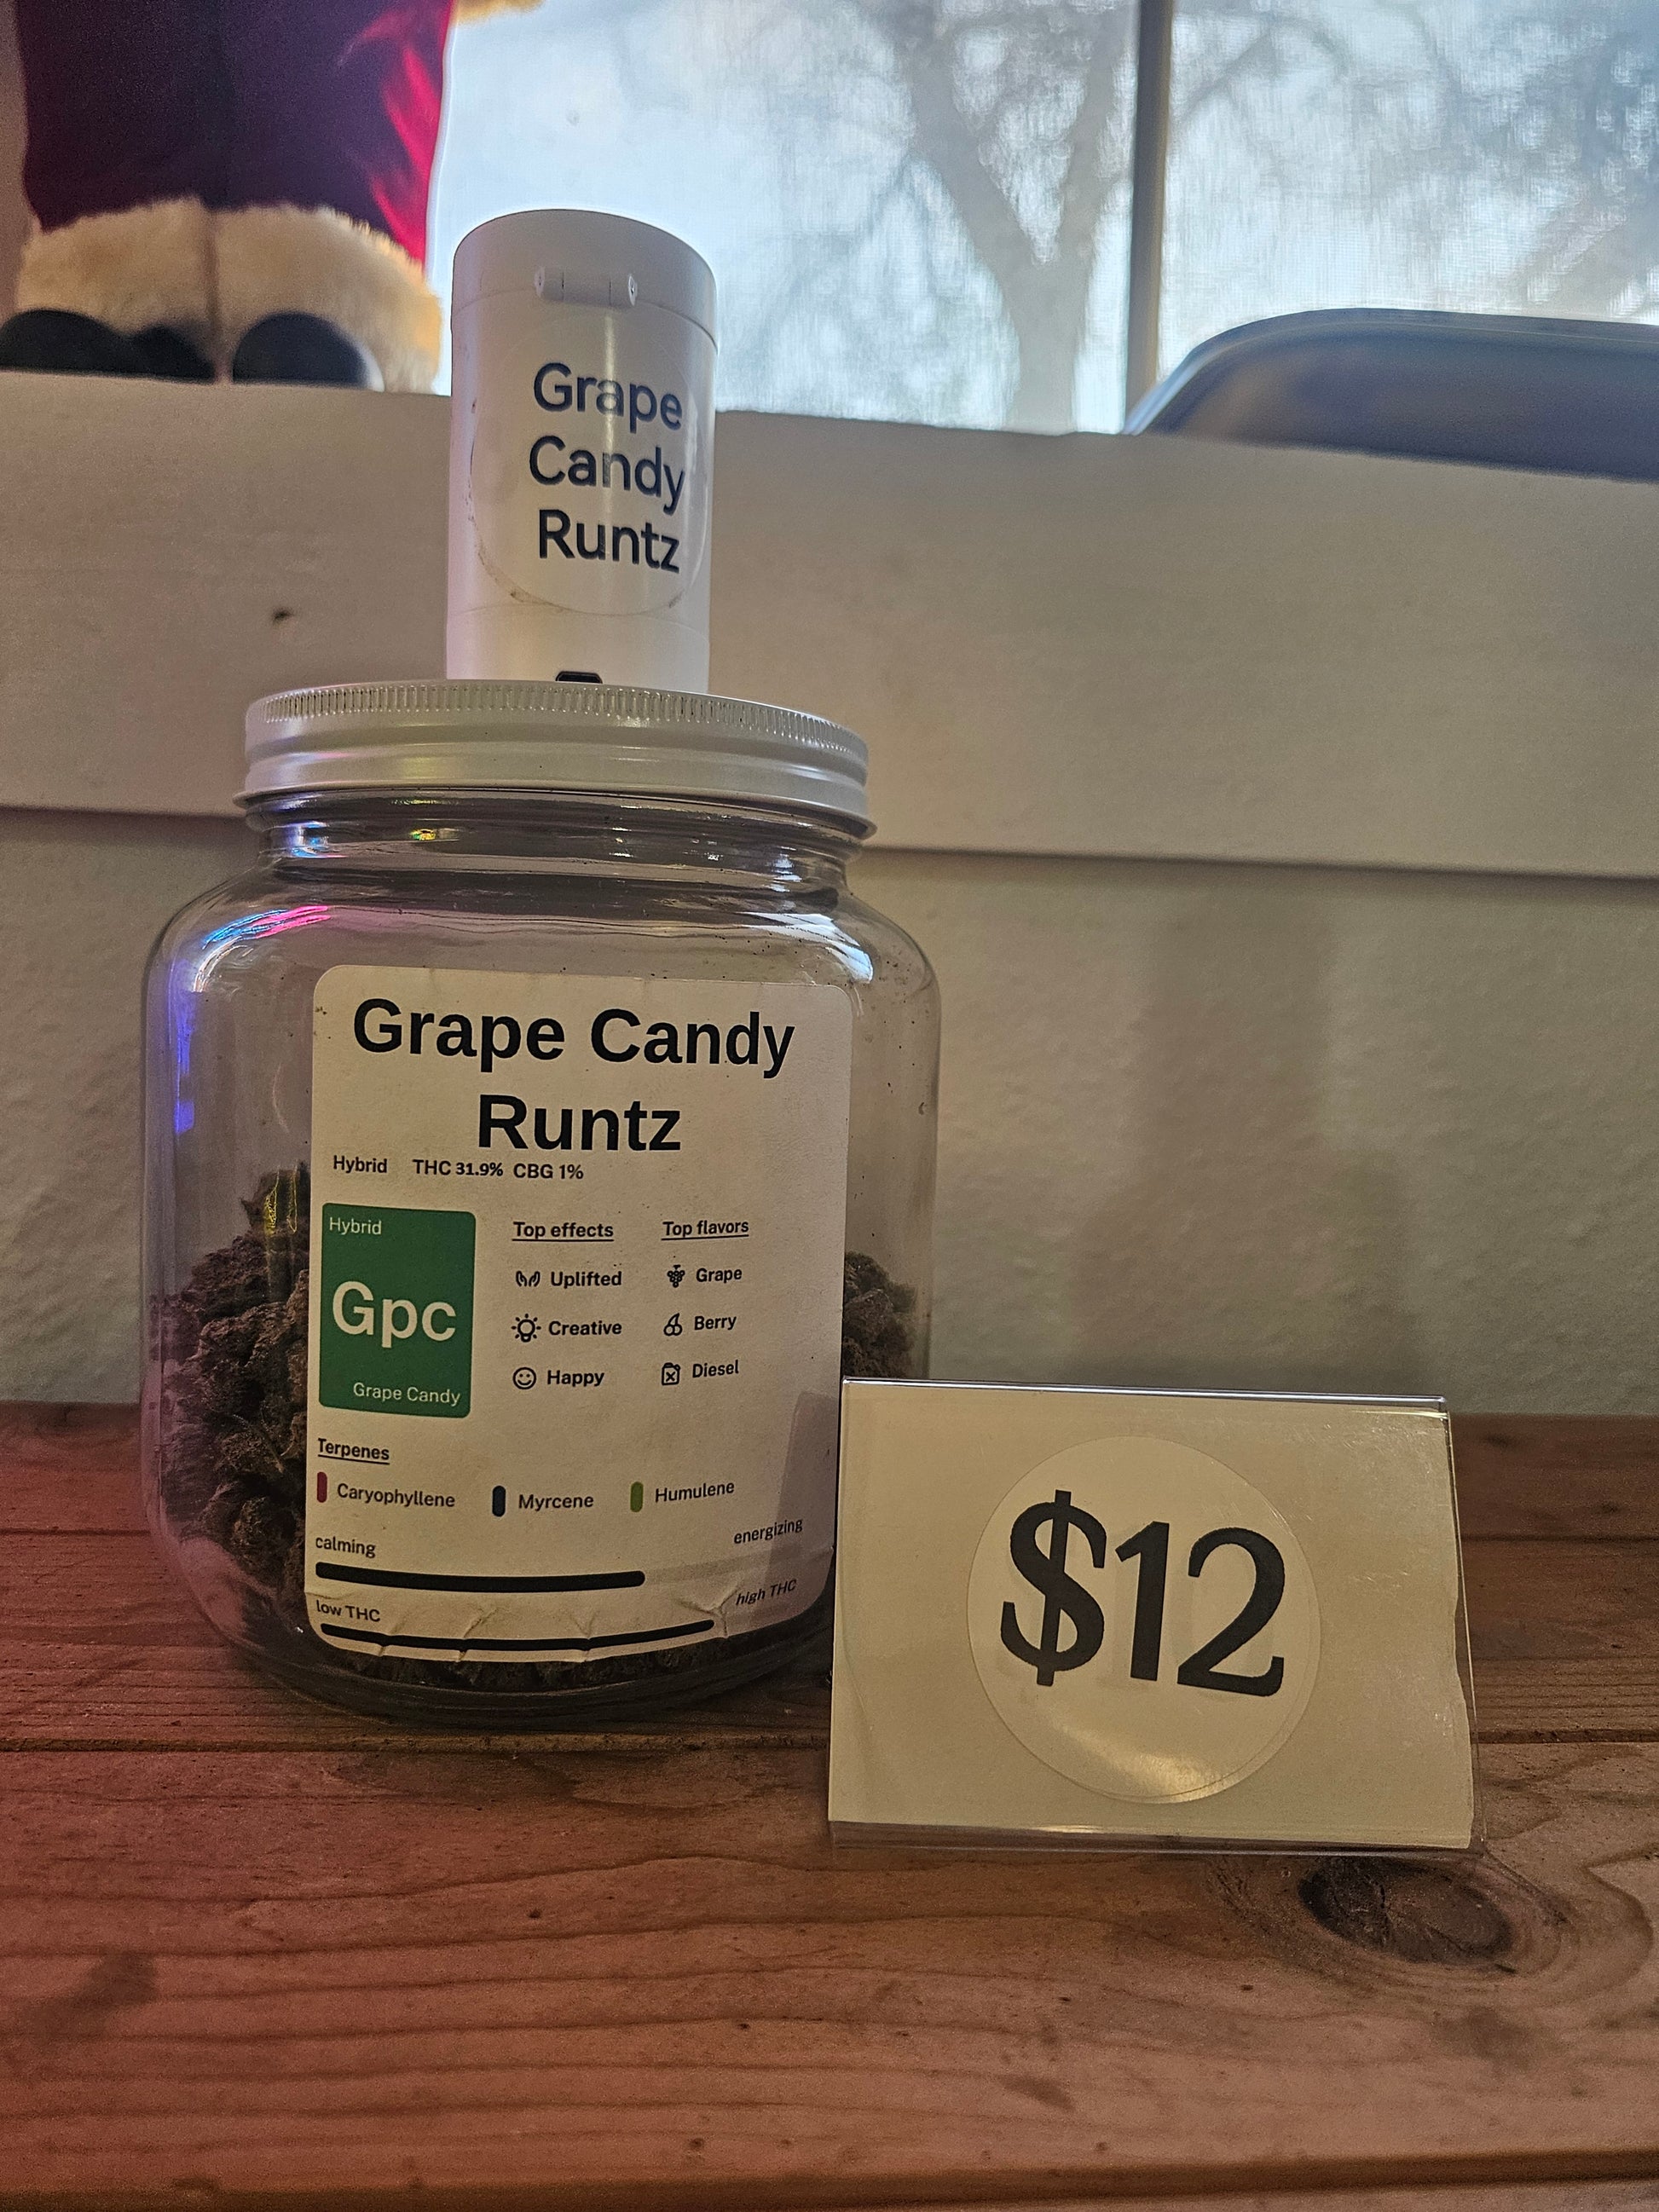 Grape
Candy
Runtz
Grape Candy
Runtz
Hybrid THC 31.9% CBG 1%
Hybrid
Gpc
Grape Candy
Top effects
Uplifted
Creative
Happy
Top flavors
Grape
Berry
Diesel
Terpenes
Caryophyllene Myrcene Humulene
calming energizing
low THC high THC
$12